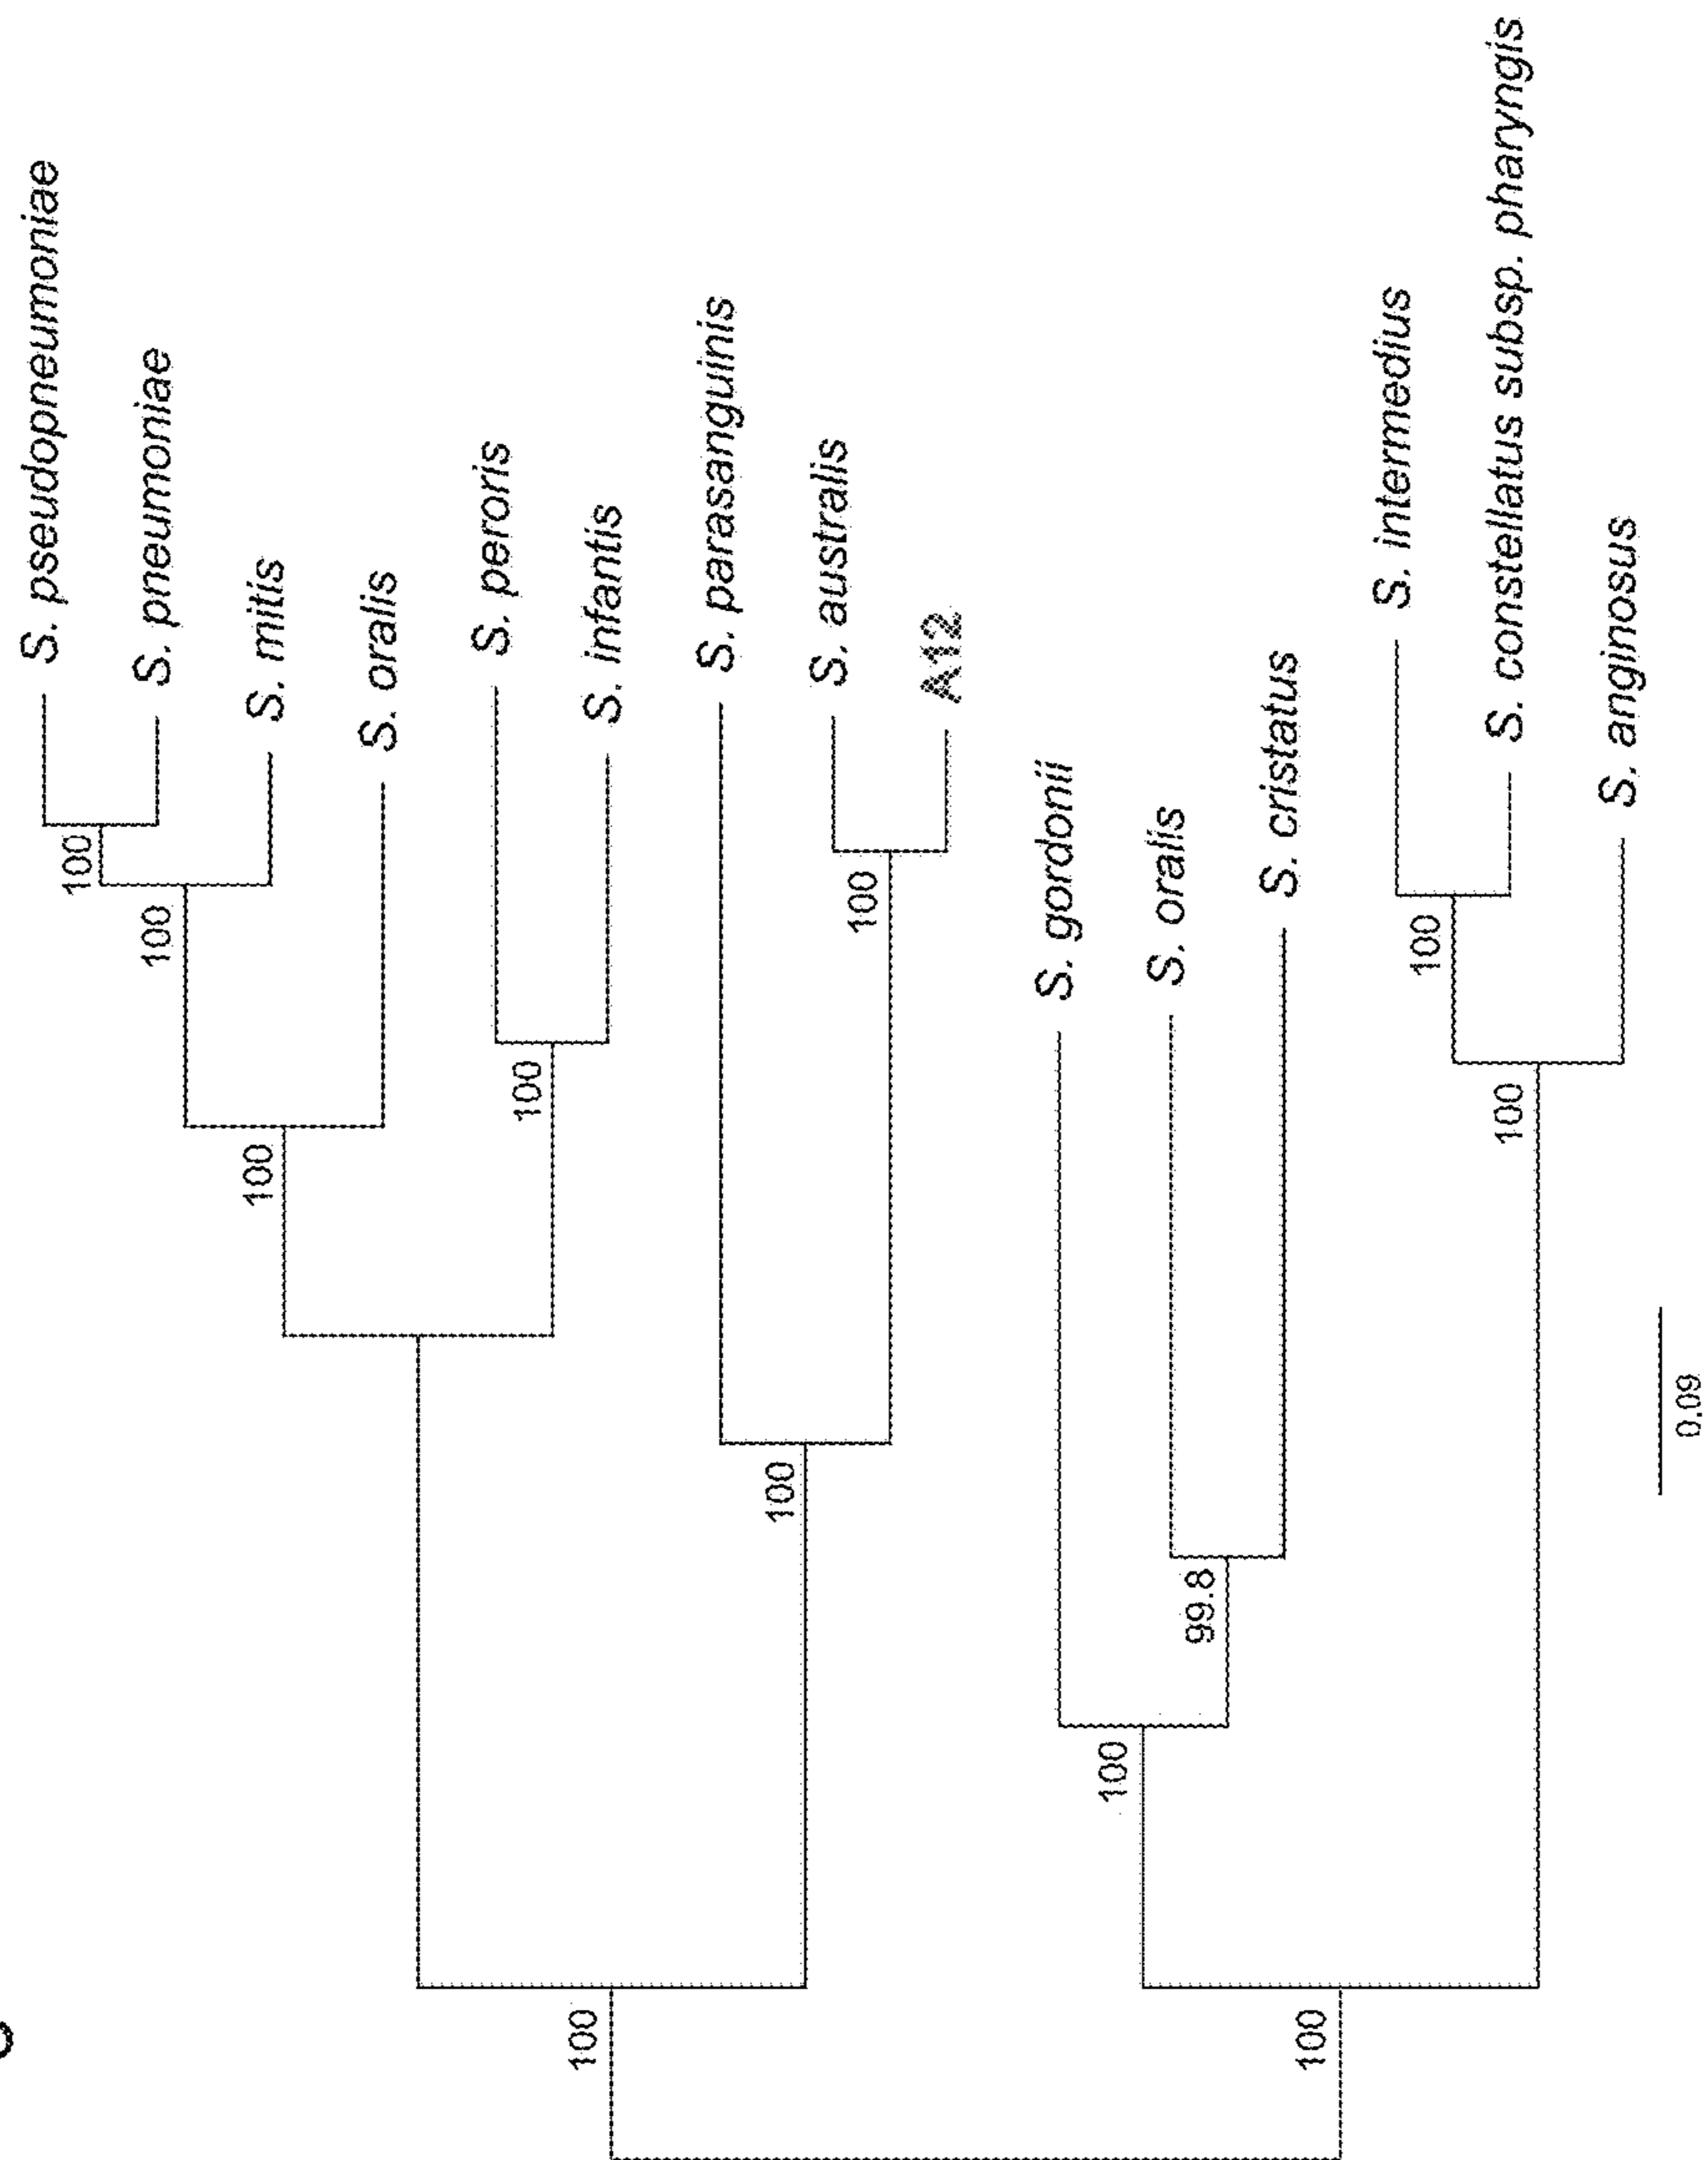 S. pseudopneumoniae
100
S. pneumoniae
100
S. mitis
100
S. oralis
S. peroris
100
S. infantis
100
S. parasanguinis
100
S. australis
100
A12
S. gordonii
100
S. oralis
99.8
S. cristatus
100
S. intermedius
100
S. constellatus subsp. pharyngis
100
S. anginosus
0.09